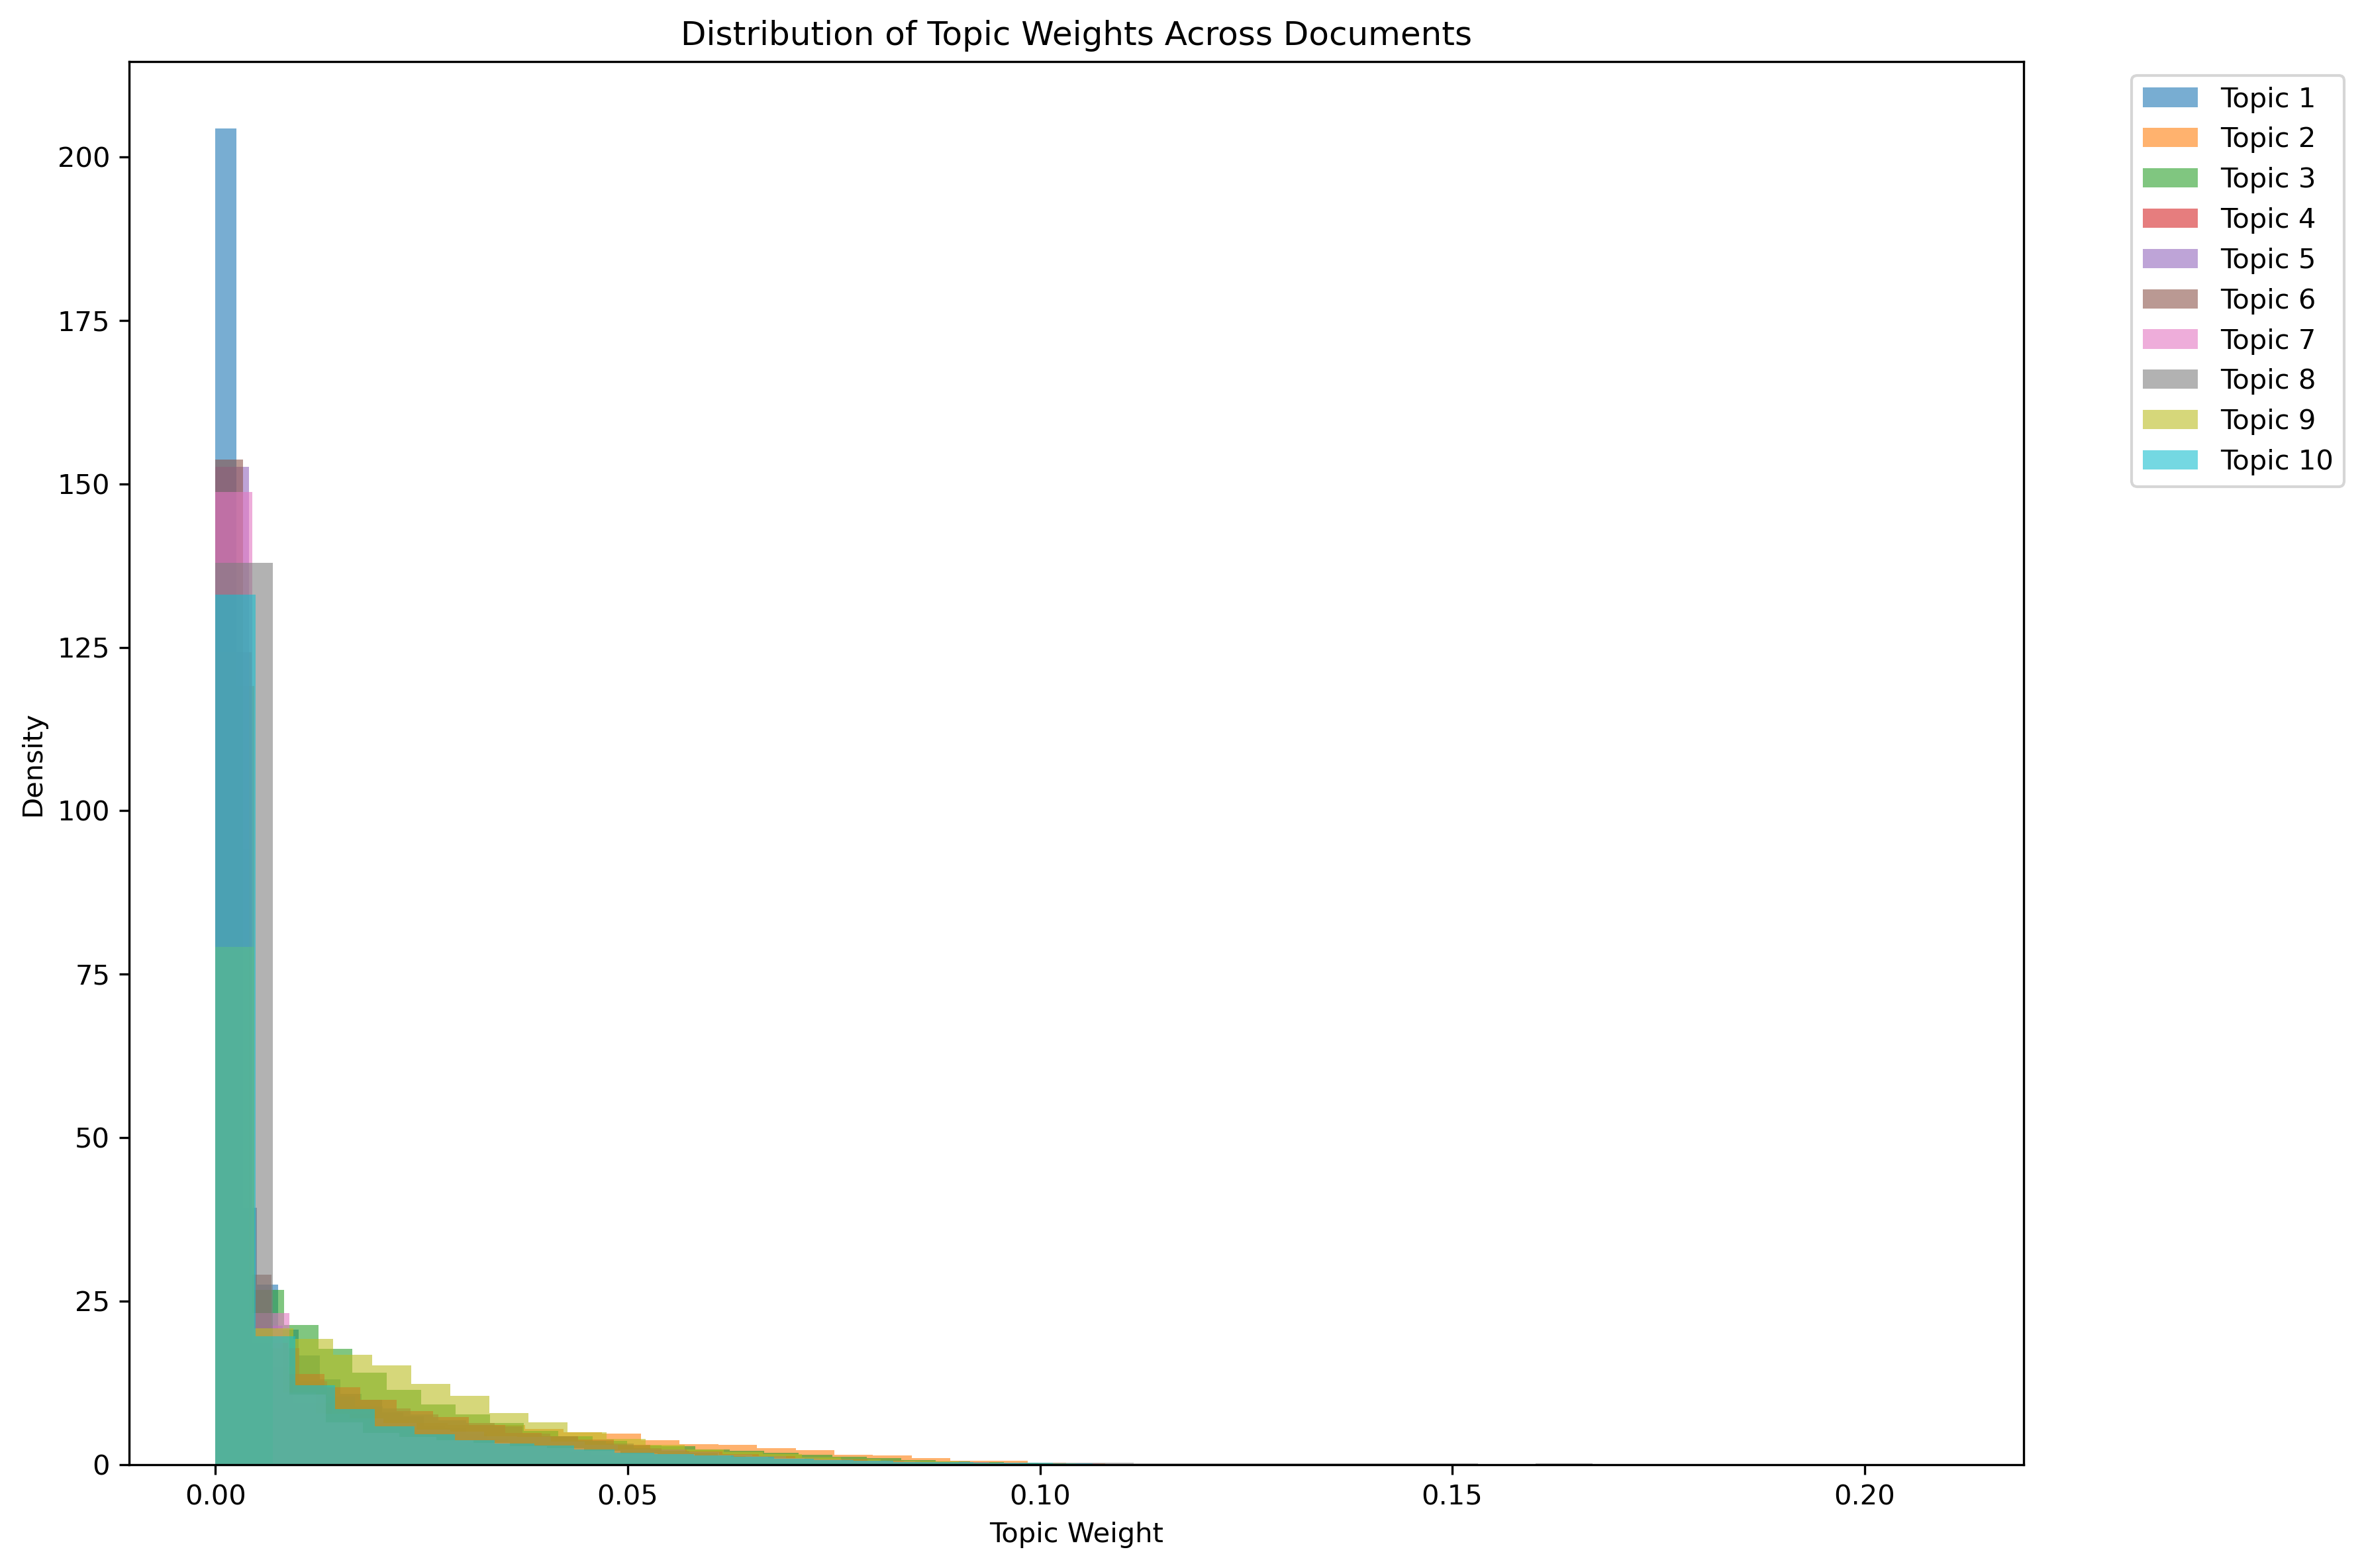 Distribution of Topic Weights Across Documents
Topic 1
Topic 2
Topic 3
Topic 4
Topic 5
Topic 6
Topic 7
Topic 8
Topic 9
Topic 10
Density
200
175
150
125
100
75
50
25
0
0.00 0.05 0.10 0.15 0.20
Topic Weight